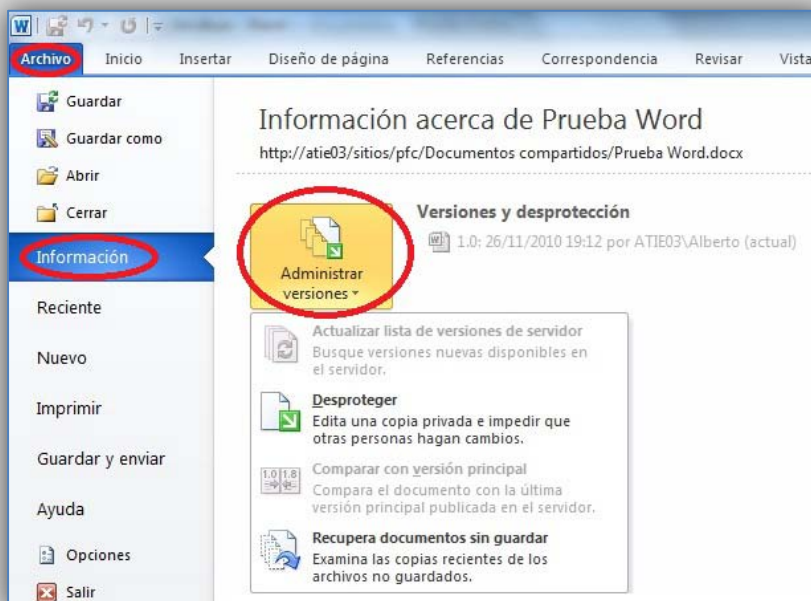 Archivo Inicio Insertar Diseño de página Referencias Correspondencia Revisar Vista
Guardar
Guardar como
Abrir
Cerrar
Información
Reciente
Nuevo
Imprimir
Guardar y enviar
Ayuda
Opciones
Salir
Información acerca de Prueba Word
http://atie03/sitios/pfc/Documentos compartidos/Prueba Word.docx
Administrar
versiones
Versiones y desprotección
1.0: 26/11/2010 19:12 por ATIE03\Alberto (actual)
Actualizar lista de versiones de servidor
Busque versiones nuevas disponibles en
el servidor.
Desproteger
Edita una copia privada e impedir que
otras personas hagan cambios.
1.0 1.8
Comparar con versión principal
Compara el documento con la última
versión principal publicada en el servidor.
Recupera documentos sin guardar
Examina las copias recientes de los
archivos no guardados.